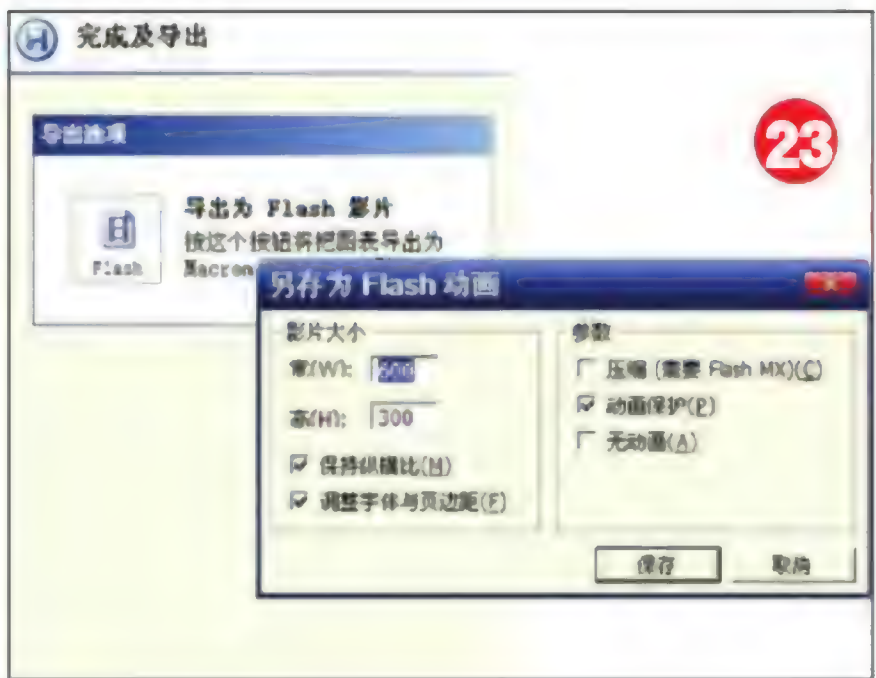 完成及导出
23
导出选项
导出为 Flash 影片
按这个按钮将把图表导出为
Flash
Macrom
另存为 Flash 动画
影片大小
宽(W): 600
高(H): 300
保持纵横比(M)
调整字体与页边距(F)
参数
压缩 (需要 Flash MX)(C)
动画保护(P)
无动画(A)
保存
取消